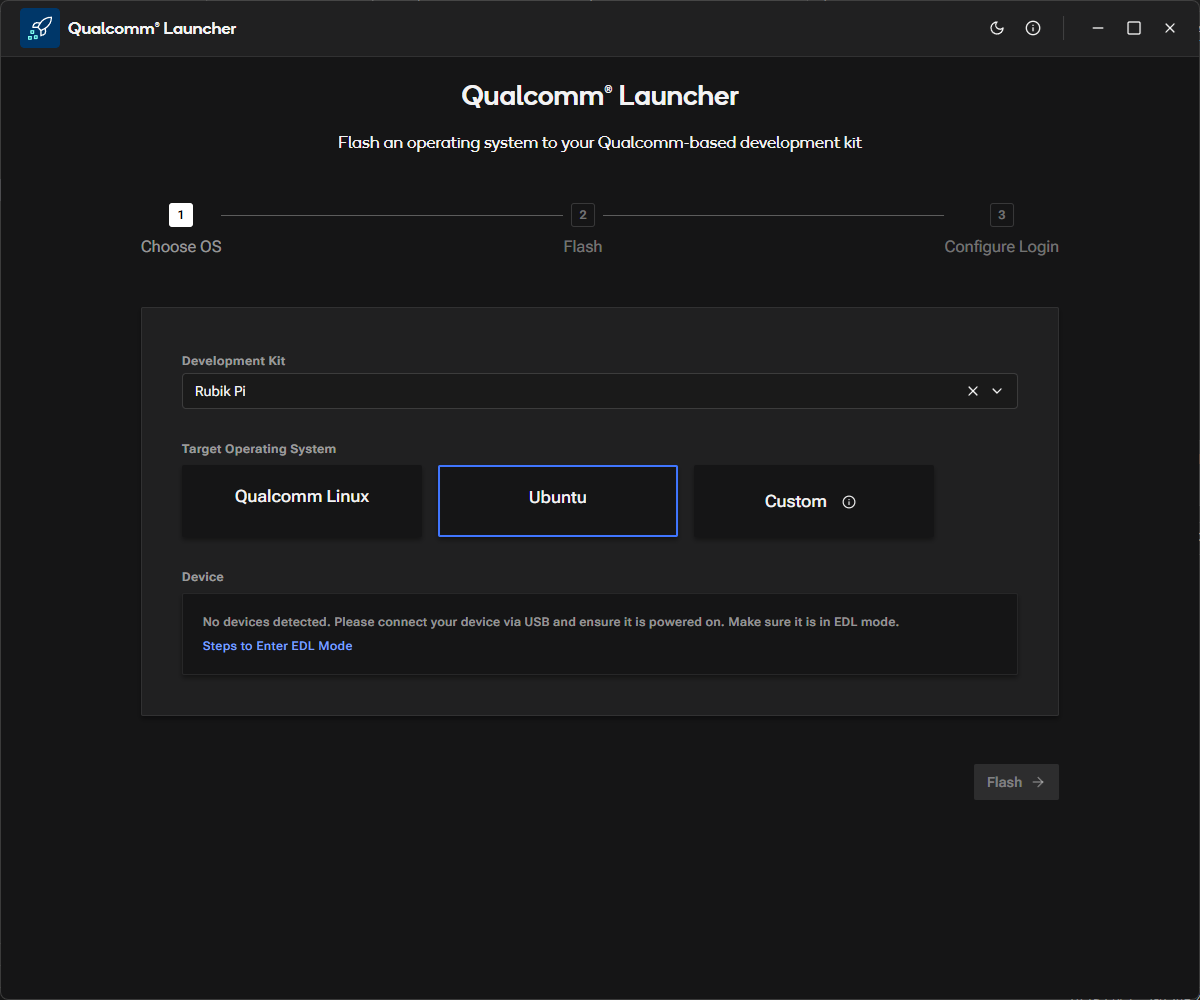 Qualcomm® Launcher
Qualcomm® Launcher
Flash an operating system to your Qualcomm-based development kit
1
2
3
Choose OS
Flash
Configure Login
Development Kit
Rubik Pi
Target Operating System
Qualcomm Linux
Ubuntu
Custom
Device
No devices detected. Please connect your device via USB and ensure it is powered on. Make sure it is in EDL mode.
Steps to Enter EDL Mode
Flash